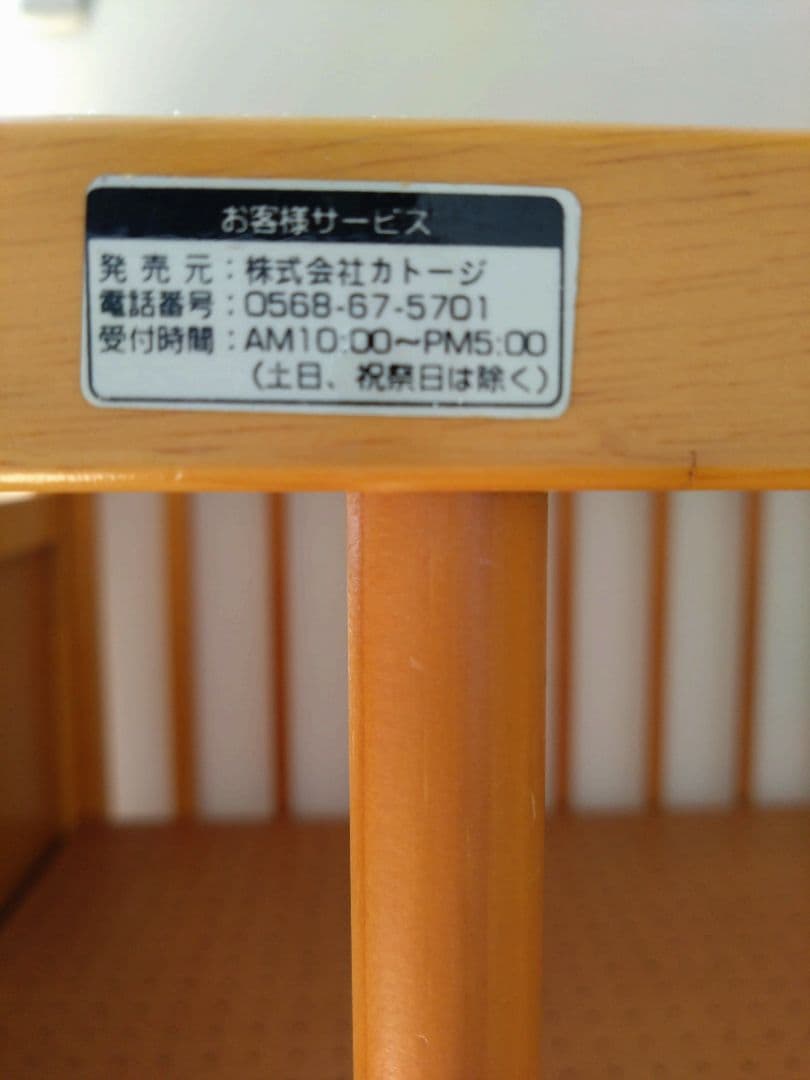 お客様サービス
発売元：株式会社カトージ
電話番号：0568-67-5701
受付時間：AM10:00〜PM5:00
（土日、祝祭日は除く）